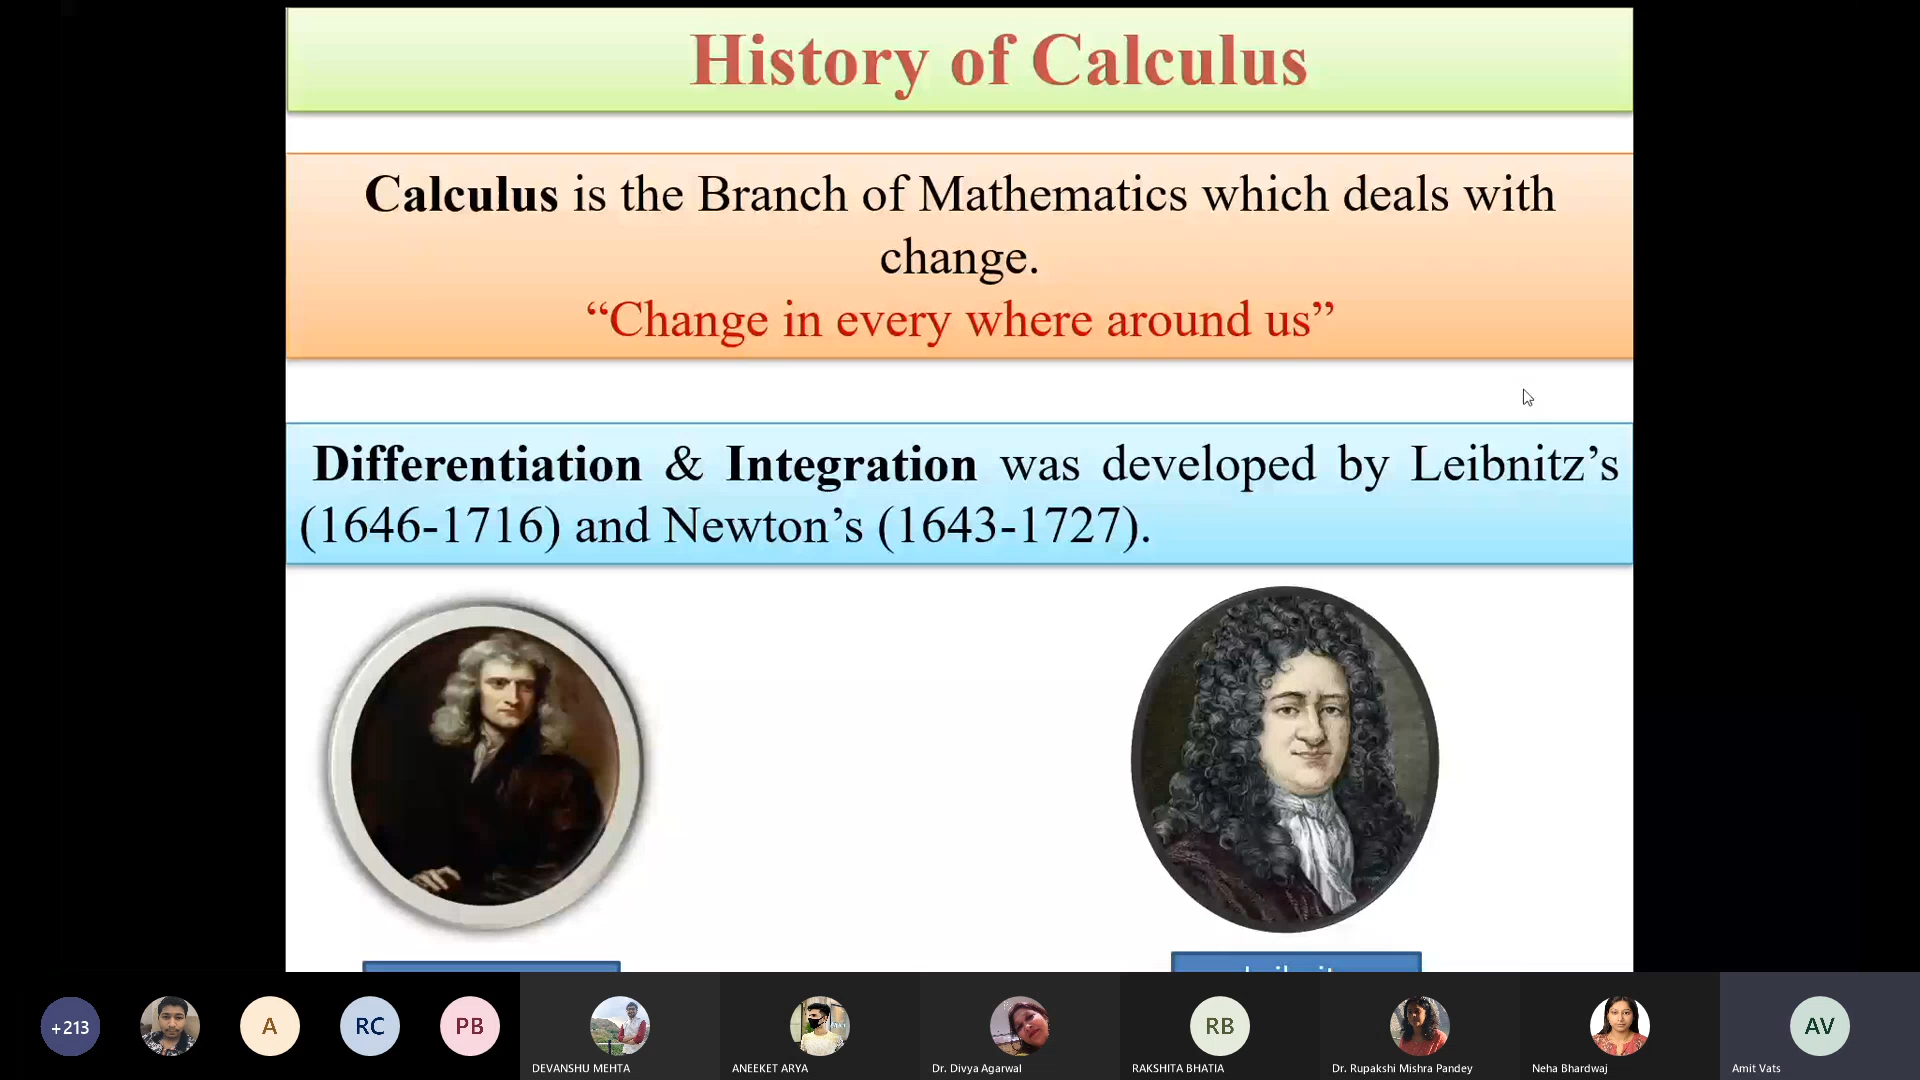 History of Calculus
Calculus is the Branch of Mathematics which deals with
change.
“Change in every where around us”
Differentiation & Integration was developed by Leibnitz’s
(1646-1716) and Newton’s (1643-1727).
+213
A
RC
PB
RB
AV
DEVANSHU MEHTA
ANEEKET ARYA
Dr. Divya Agarwal
RAKSHITA BHATIA
Dr. Rupakshi Mishra Pandey
Neha Bhardwaj
Amit Vats